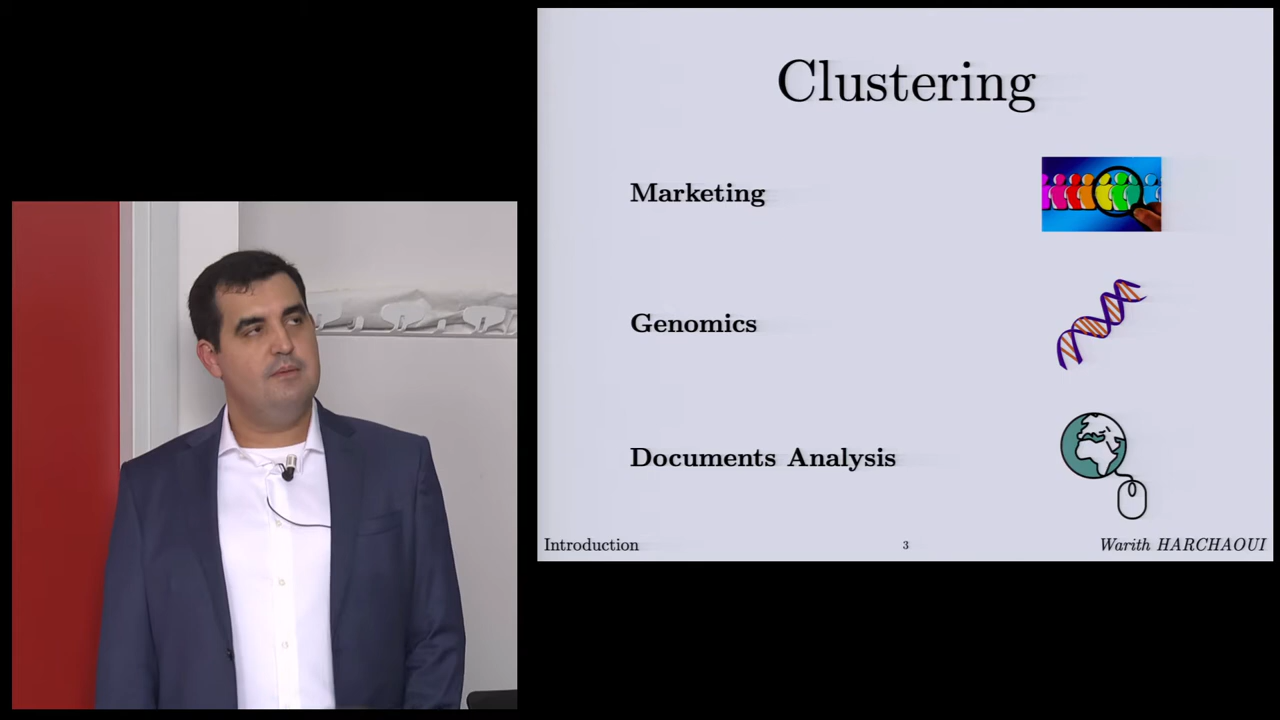 Clustering
Marketing
Genomics
Documents Analysis
Introduction
3
Warith HARCHAOUI